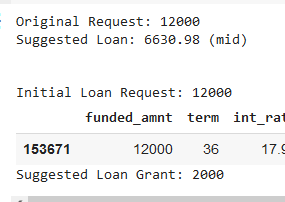 Original Request: 12000
Suggested Loan: 6630.98 (mid)
Initial Loan Request: 12000
funded_amnt term int_rat
153671 12000 36 17.9
Suggested Loan Grant: 2000